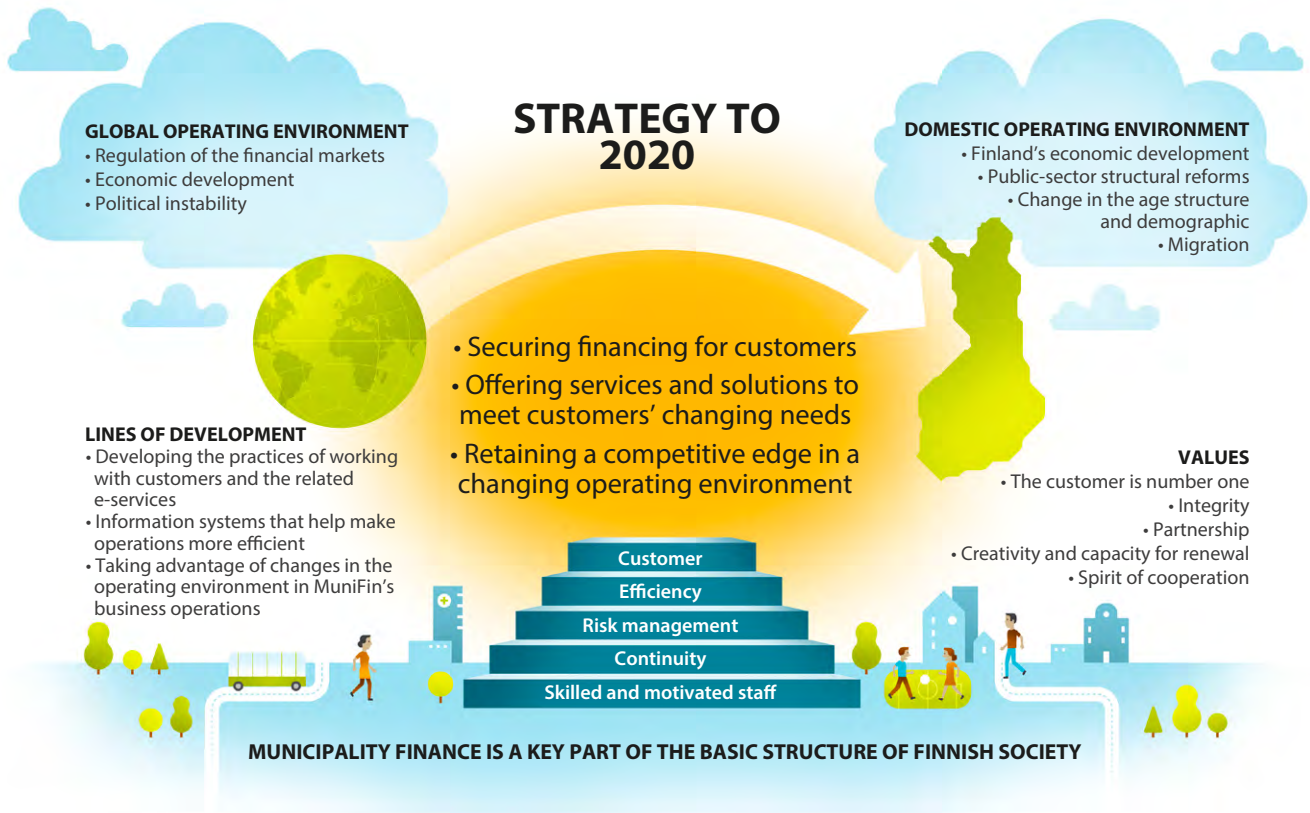 STRATEGY TO
2020
GLOBAL OPERATING ENVIRONMENT
• Regulation of the financial markets
• Economic development
• Political instability
DOMESTIC OPERATING ENVIRONMENT
• Finland’s economic development
• Public-sector structural reforms
• Change in the age structure
and demographic
• Migration
• Securing financing for customers
• Offering services and solutions to
meet customers’ changing needs
• Retaining a competitive edge in a
changing operating environment
LINES OF DEVELOPMENT
• Developing the practices of working
with customers and the related
e-services
• Information systems that help make
operations more efficient
• Taking advantage of changes in the
operating environment in MuniFin’s
business operations
VALUES
• The customer is number one
• Integrity
• Partnership
• Creativity and capacity for renewal
• Spirit of cooperation
Customer
Efficiency
Risk management
Continuity
Skilled and motivated staff
MUNICIPALITY FINANCE IS A KEY PART OF THE BASIC STRUCTURE OF FINNISH SOCIETY